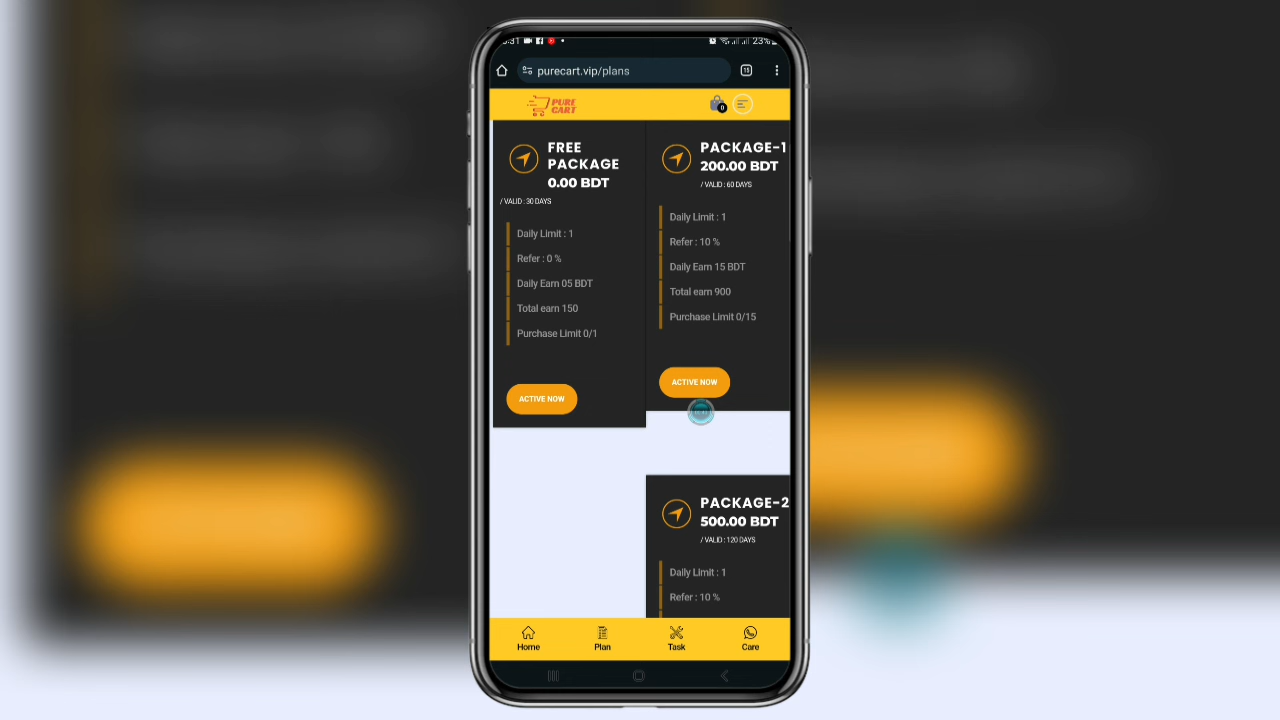 23%
purecart.vip/plans
15
PURE
CART
0
FREE
PACKAGE
0.00 BDT
/ VALID : 30 DAYS
Daily Limit : 1
Refer : 0 %
Daily Earn 05 BDT
Total earn 150
Purchase Limit 0/1
ACTIVE NOW
PACKAGE-1
200.00 BDT
/ VALID : 60 DAYS
Daily Limit : 1
Refer : 10 %
Daily Earn 15 BDT
Total earn 900
Purchase Limit 0/15
ACTIVE NOW
PACKAGE-2
500.00 BDT
/ VALID : 120 DAYS
Daily Limit : 1
Refer : 10 %
Home
Plan
Task
Care